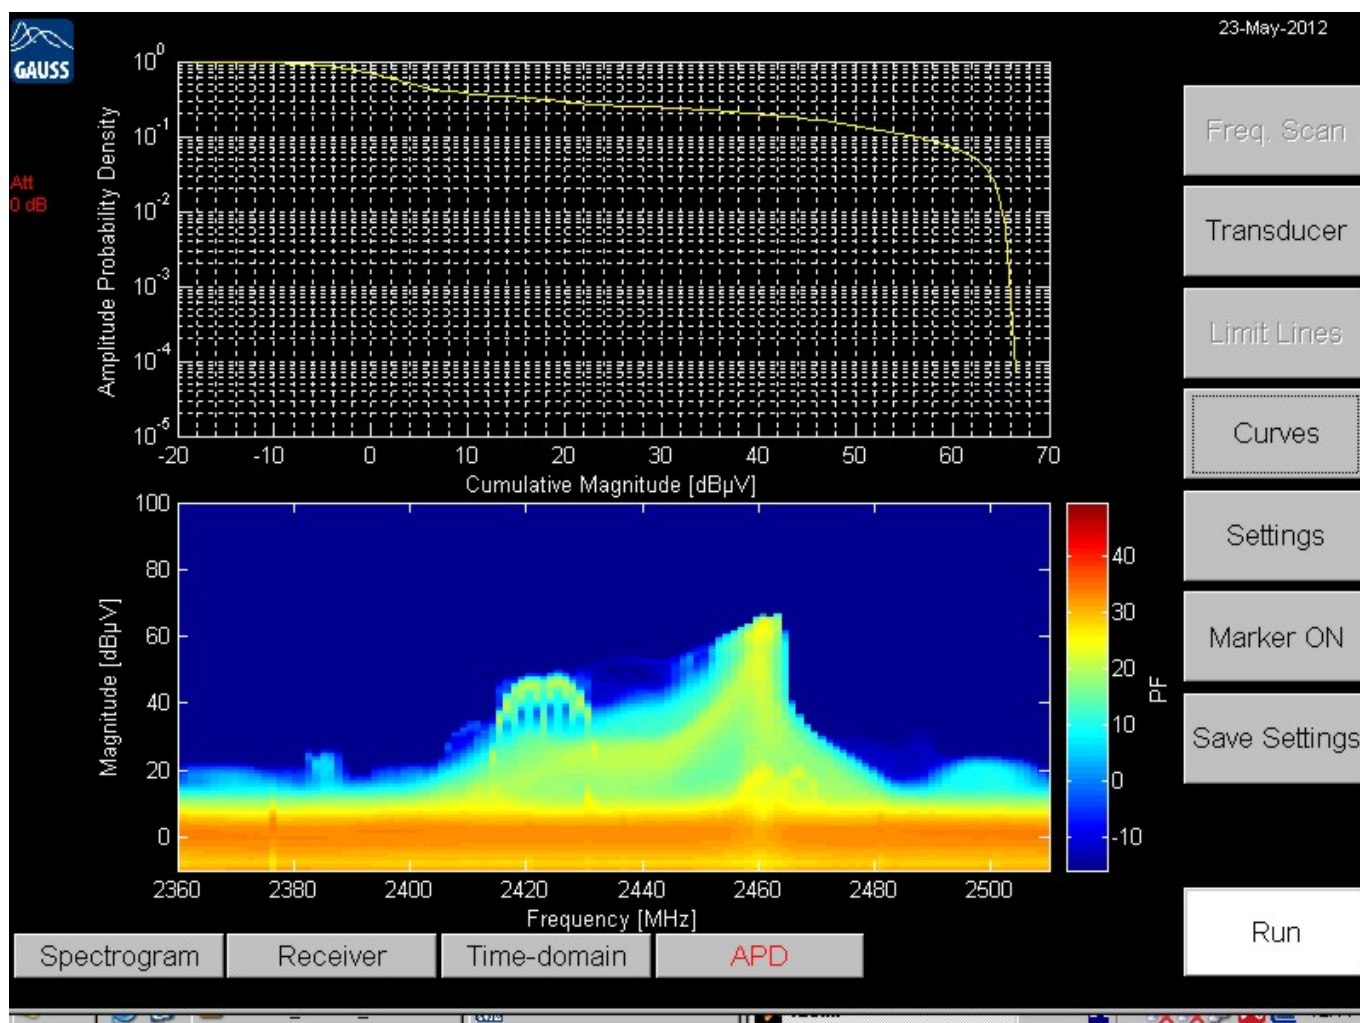 GAUSS
23-May-2012
Att
0 dB
Amplitude Probability Density
10^0
10^-1
10^-2
10^-3
10^-4
10^-5
-20 -10 0 10 20 30 40 50 60 70
Cumulative Magnitude [dBµV]
Magnitude [dBµV]
100
80
60
40
20
0
2360 2380 2400 2420 2440 2460 2480 2500
Frequency [MHz]
40
30
20
10
0
-10
PF
Freq. Scan
Transducer
Limit Lines
Curves
Settings
Marker ON
Save Settings
Run
Spectrogram
Receiver
Time-domain
APD